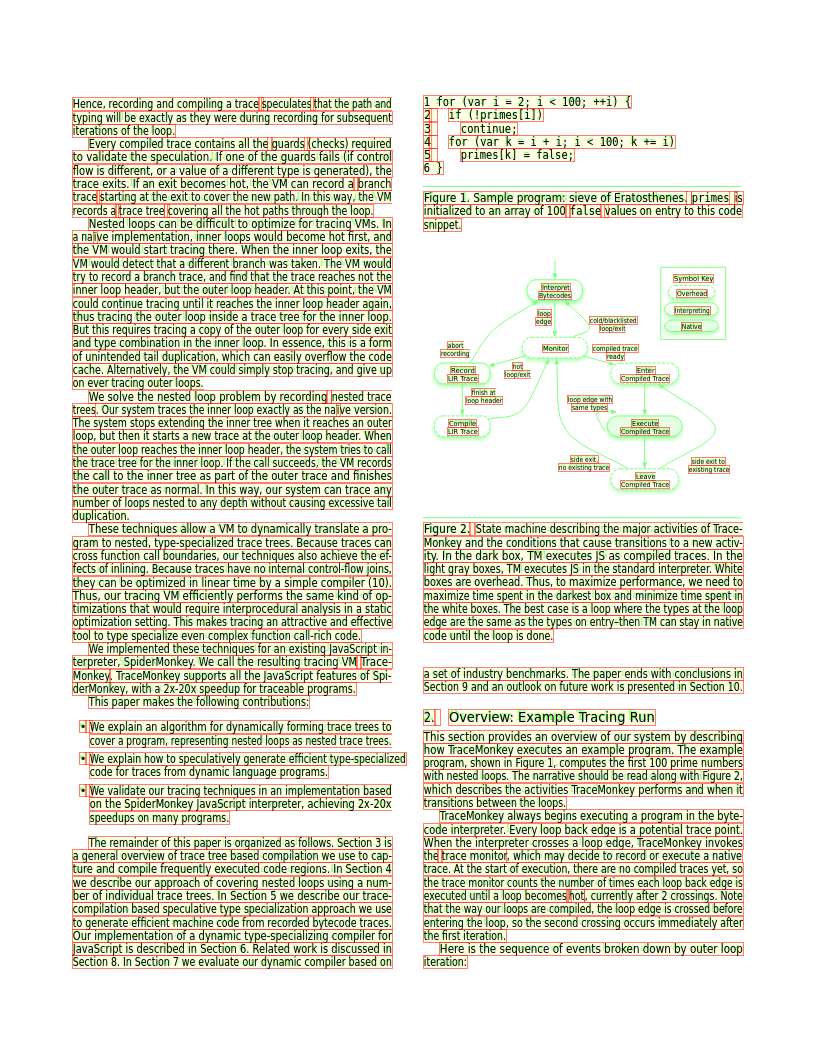 Hence, recording and compiling a trace speculates that the path and
typing will be exactly as they were during recording for subsequent
iterations of the loop.
Every compiled trace contains all the guards (checks) required
to validate the speculation. If one of the guards fails (if control
flow is different, or a value of a different type is generated), the
trace exits. If an exit becomes hot, the VM can record a branch
trace starting at the exit to cover the new path. In this way, the VM
records a trace tree covering all the hot paths through the loop.
Nested loops can be difficult to optimize for tracing VMs. In
a naïve implementation, inner loops would become hot first, and
the VM would start tracing there. When the inner loop exits, the
VM would detect that a different branch was taken. The VM would
try to record a branch trace, and find that the trace reaches not the
inner loop header, but the outer loop header. At this point, the VM
could continue tracing until it reaches the inner loop header again,
thus tracing the outer loop inside a trace tree for the inner loop.
But this requires tracing a copy of the outer loop for every side exit
and type combination in the inner loop. In essence, this is a form
of unintended tail duplication, which can easily overflow the code
cache. Alternatively, the VM could simply stop tracing, and give up
on ever tracing outer loops.
We solve the nested loop problem by recording nested trace
trees. Our system traces the inner loop exactly as the naïve version.
The system stops extending the inner tree when it reaches an outer
loop, but then it starts a new trace at the outer loop header. When
the outer loop reaches the inner loop header, the system tries to call
the trace tree for the inner loop. If the call succeeds, the VM records
the call to the inner tree as part of the outer trace and finishes
the outer trace as normal. In this way, our system can trace any
number of loops nested to any depth without causing excessive tail
duplication.
These techniques allow a VM to dynamically translate a pro-
gram to nested, type-specialized trace trees. Because traces can
cross function call boundaries, our techniques also achieve the ef-
fects of inlining. Because traces have no internal control-flow joins,
they can be optimized in linear time by a simple compiler (10).
Thus, our tracing VM efficiently performs the same kind of op-
timizations that would require interprocedural analysis in a static
optimization setting. This makes tracing an attractive and effective
tool to type specialize even complex function call-rich code.
We implemented these techniques for an existing JavaScript in-
terpreter, SpiderMonkey. We call the resulting tracing VM Trace-
Monkey. TraceMonkey supports all the JavaScript features of Spi-
derMonkey, with a 2x-20x speedup for traceable programs.
This paper makes the following contributions:
• We explain an algorithm for dynamically forming trace trees to
cover a program, representing nested loops as nested trace trees.
• We explain how to speculatively generate efficient type-specialized
code for traces from dynamic language programs.
• We validate our tracing techniques in an implementation based
on the SpiderMonkey JavaScript interpreter, achieving 2x-20x
speedups on many programs.
The remainder of this paper is organized as follows. Section 3 is
a general overview of trace tree based compilation we use to cap-
ture and compile frequently executed code regions. In Section 4
we describe our approach of covering nested loops using a num-
ber of individual trace trees. In Section 5 we describe our trace-
compilation based speculative type specialization approach we use
to generate efficient machine code from recorded bytecode traces.
Our implementation of a dynamic type-specializing compiler for
JavaScript is described in Section 6. Related work is discussed in
Section 8. In Section 7 we evaluate our dynamic compiler based on
1 for (var i = 2; i < 100; ++i) {
2 if (!primes[i])
3 continue;
4 for (var k = i + i; i < 100; k += i)
5 primes[k] = false;
6 }
Figure 1. Sample program: sieve of Eratosthenes. primes is
initialized to an array of 100 false values on entry to this code
snippet.
Interpret
Bytecodes
Symbol Key
Overhead
Interpreting
Native
loop
edge
cold/blacklisted
loop/exit
abort
recording
Monitor
compiled trace
ready
hot
loop/exit
Record
LIR Trace
Enter
Compiled Trace
finish at
loop header
loop edge with
same types
Compile
LIR Trace
Execute
Compiled Trace
side exit,
no existing trace
side exit to
existing trace
Leave
Compiled Trace
Figure 2. State machine describing the major activities of Trace-
Monkey and the conditions that cause transitions to a new activ-
ity. In the dark box, TM executes JS as compiled traces. In the
light gray boxes, TM executes JS in the standard interpreter. White
boxes are overhead. Thus, to maximize performance, we need to
maximize time spent in the darkest box and minimize time spent in
the white boxes. The best case is a loop where the types at the loop
edge are the same as the types on entry–then TM can stay in native
code until the loop is done.
a set of industry benchmarks. The paper ends with conclusions in
Section 9 and an outlook on future work is presented in Section 10.
2. Overview: Example Tracing Run
This section provides an overview of our system by describing
how TraceMonkey executes an example program. The example
program, shown in Figure 1, computes the first 100 prime numbers
with nested loops. The narrative should be read along with Figure 2,
which describes the activities TraceMonkey performs and when it
transitions between the loops.
TraceMonkey always begins executing a program in the byte-
code interpreter. Every loop back edge is a potential trace point.
When the interpreter crosses a loop edge, TraceMonkey invokes
the trace monitor, which may decide to record or execute a native
trace. At the start of execution, there are no compiled traces yet, so
the trace monitor counts the number of times each loop back edge is
executed until a loop becomes hot, currently after 2 crossings. Note
that the way our loops are compiled, the loop edge is crossed before
entering the loop, so the second crossing occurs immediately after
the first iteration.
Here is the sequence of events broken down by outer loop
iteration: